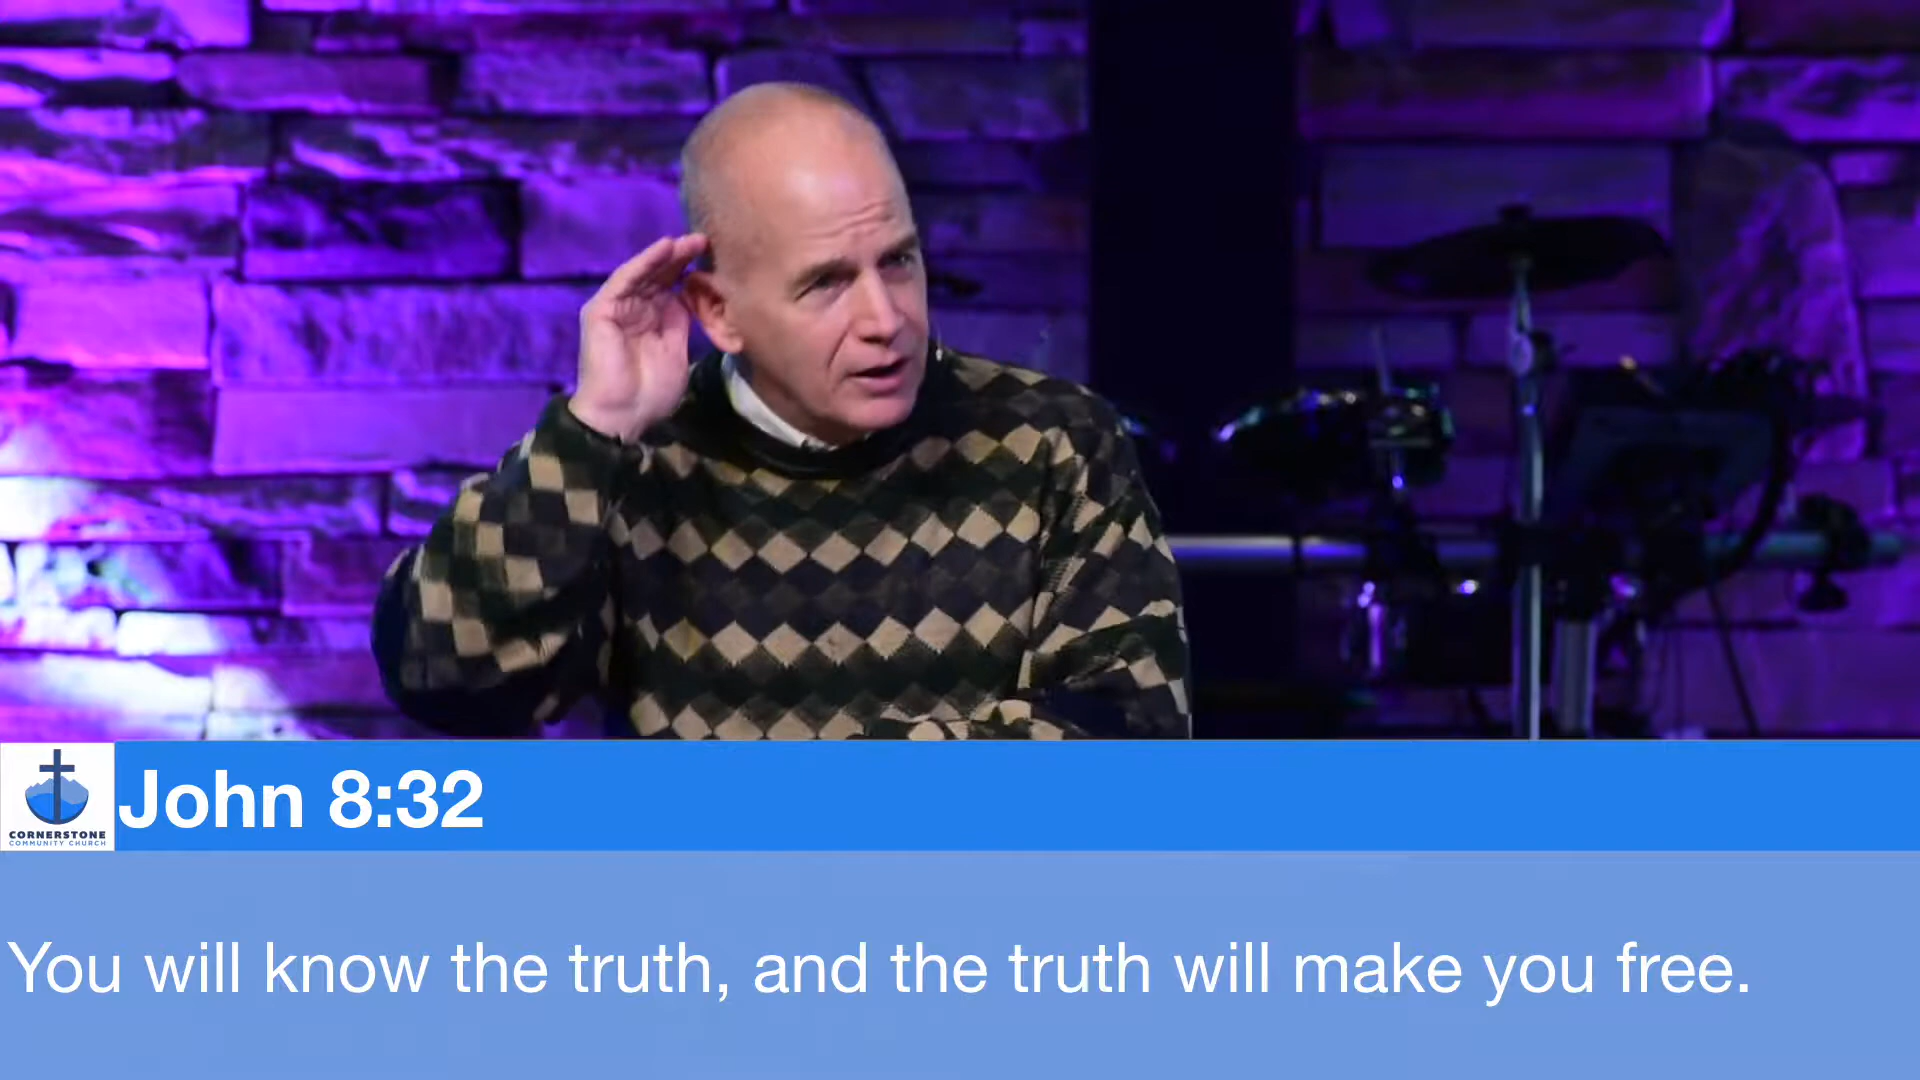 John 8:32
CORNERSTONE
COMMUNITY CHURCH
You will know the truth, and the truth will make you free.